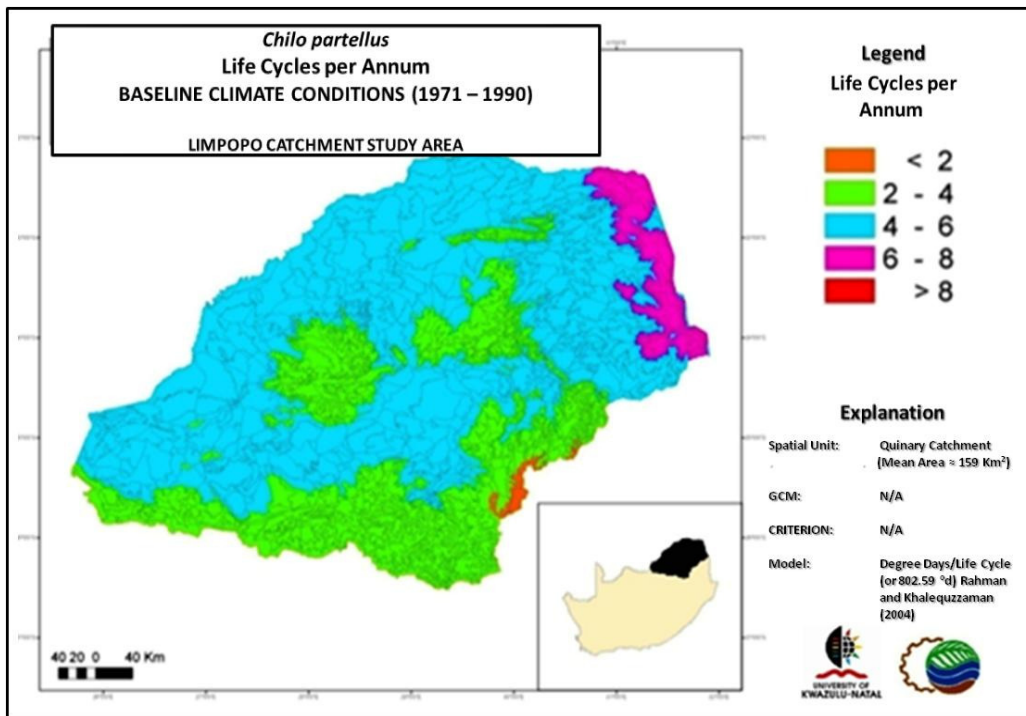 Chilo partellus
Life Cycles per Annum
BASELINE CLIMATE CONDITIONS (1971 – 1990)
LIMPOPO CATCHMENT STUDY AREA
Legend
Life Cycles per
Annum
< 2
2 - 4
4 - 6
6 - 8
> 8
Explanation
Spatial Unit: Quinary Catchment
(Mean Area ≈ 159 Km²)
GCM: N/A
CRITERION: N/A
Model: Degree Days/Life Cycle
(or 802.59 °d) Rahman
and Khalequzzaman
(2004)
40 20 0 40 Km
UNIVERSITY OF
KWAZULU-NATAL